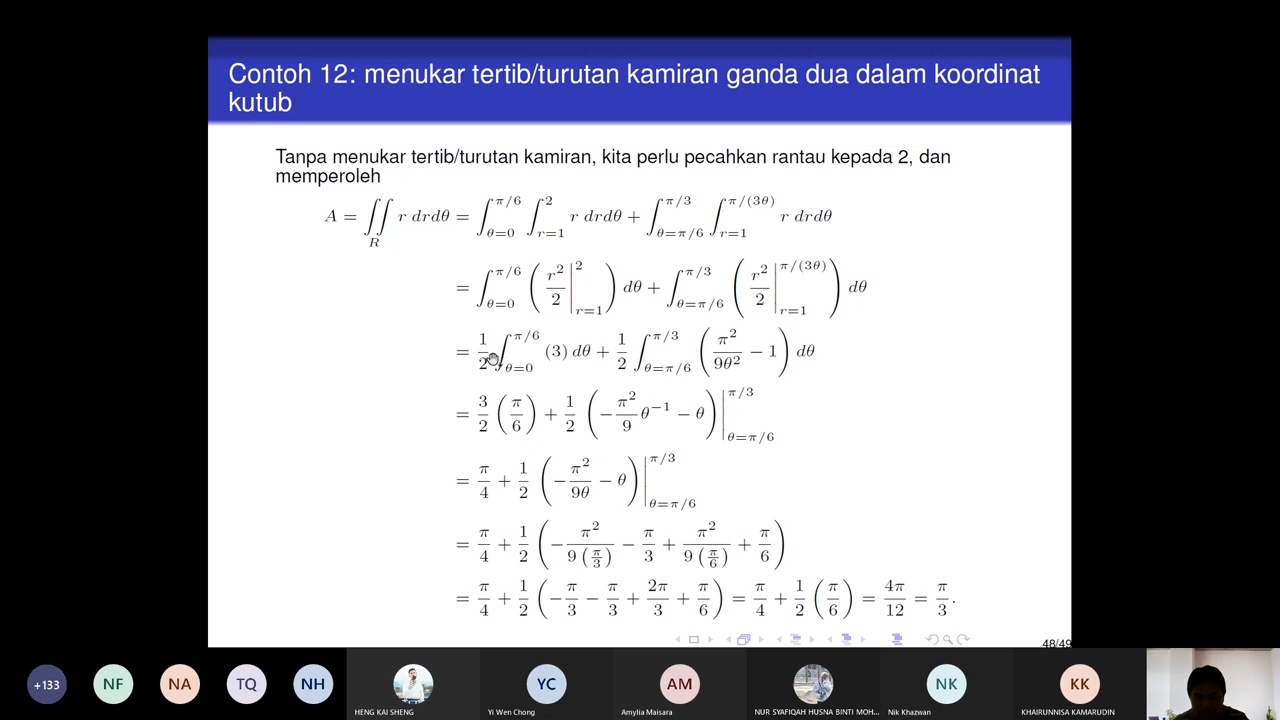 Contoh 12: menukar tertib/turutan kamiran ganda dua dalam koordinat
kutub
Tanpa menukar tertib/turutan kamiran, kita perlu pecahkan rantau kepada 2, dan
memperoleh
A = ∬_R r drdθ = ∫_{θ=0}^{π/6} ∫_{r=1}^{2} r drdθ + ∫_{θ=π/6}^{π/3} ∫_{r=1}^{π/(3θ)} r drdθ
= ∫_{θ=0}^{π/6} ( r²/2 |_{r=1}^{2} ) dθ + ∫_{θ=π/6}^{π/3} ( r²/2 |_{r=1}^{π/(3θ)} ) dθ
= 1/2 ∫_{θ=0}^{π/6} (3) dθ + 1/2 ∫_{θ=π/6}^{π/3} ( π²/9θ² − 1 ) dθ
= 3/2 (π/6) + 1/2 ( −π²/9 θ⁻¹ − θ ) |_{θ=π/6}^{π/3}
= π/4 + 1/2 ( −π²/9θ − θ ) |_{θ=π/6}^{π/3}
= π/4 + 1/2 ( −π²/9(π/3) − π/3 + π²/9(π/6) + π/6 )
= π/4 + 1/2 ( −π/3 − π/3 + 2π/3 + π/6 ) = π/4 + 1/2 (π/6) = 4π/12 = π/3.
48/49
+133 NF NA TQ NH YC AM NK KK
HENG KAI SHENG Yi Wen Chong Amylia Maisara NUR SYAFIQAH HUSNA BINTI MOH... Nik Khazwan KHAIRUNNISA KAMARUDIN